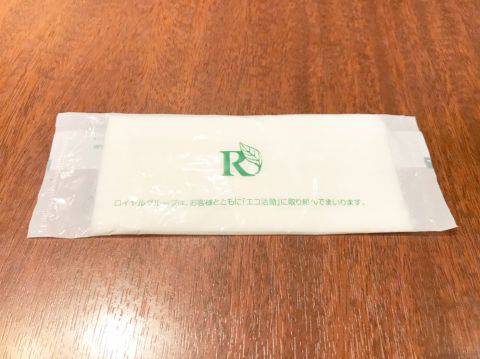 R
ロイヤルグループは、お客様とともに「エコ活動」に取り組んでまいります。